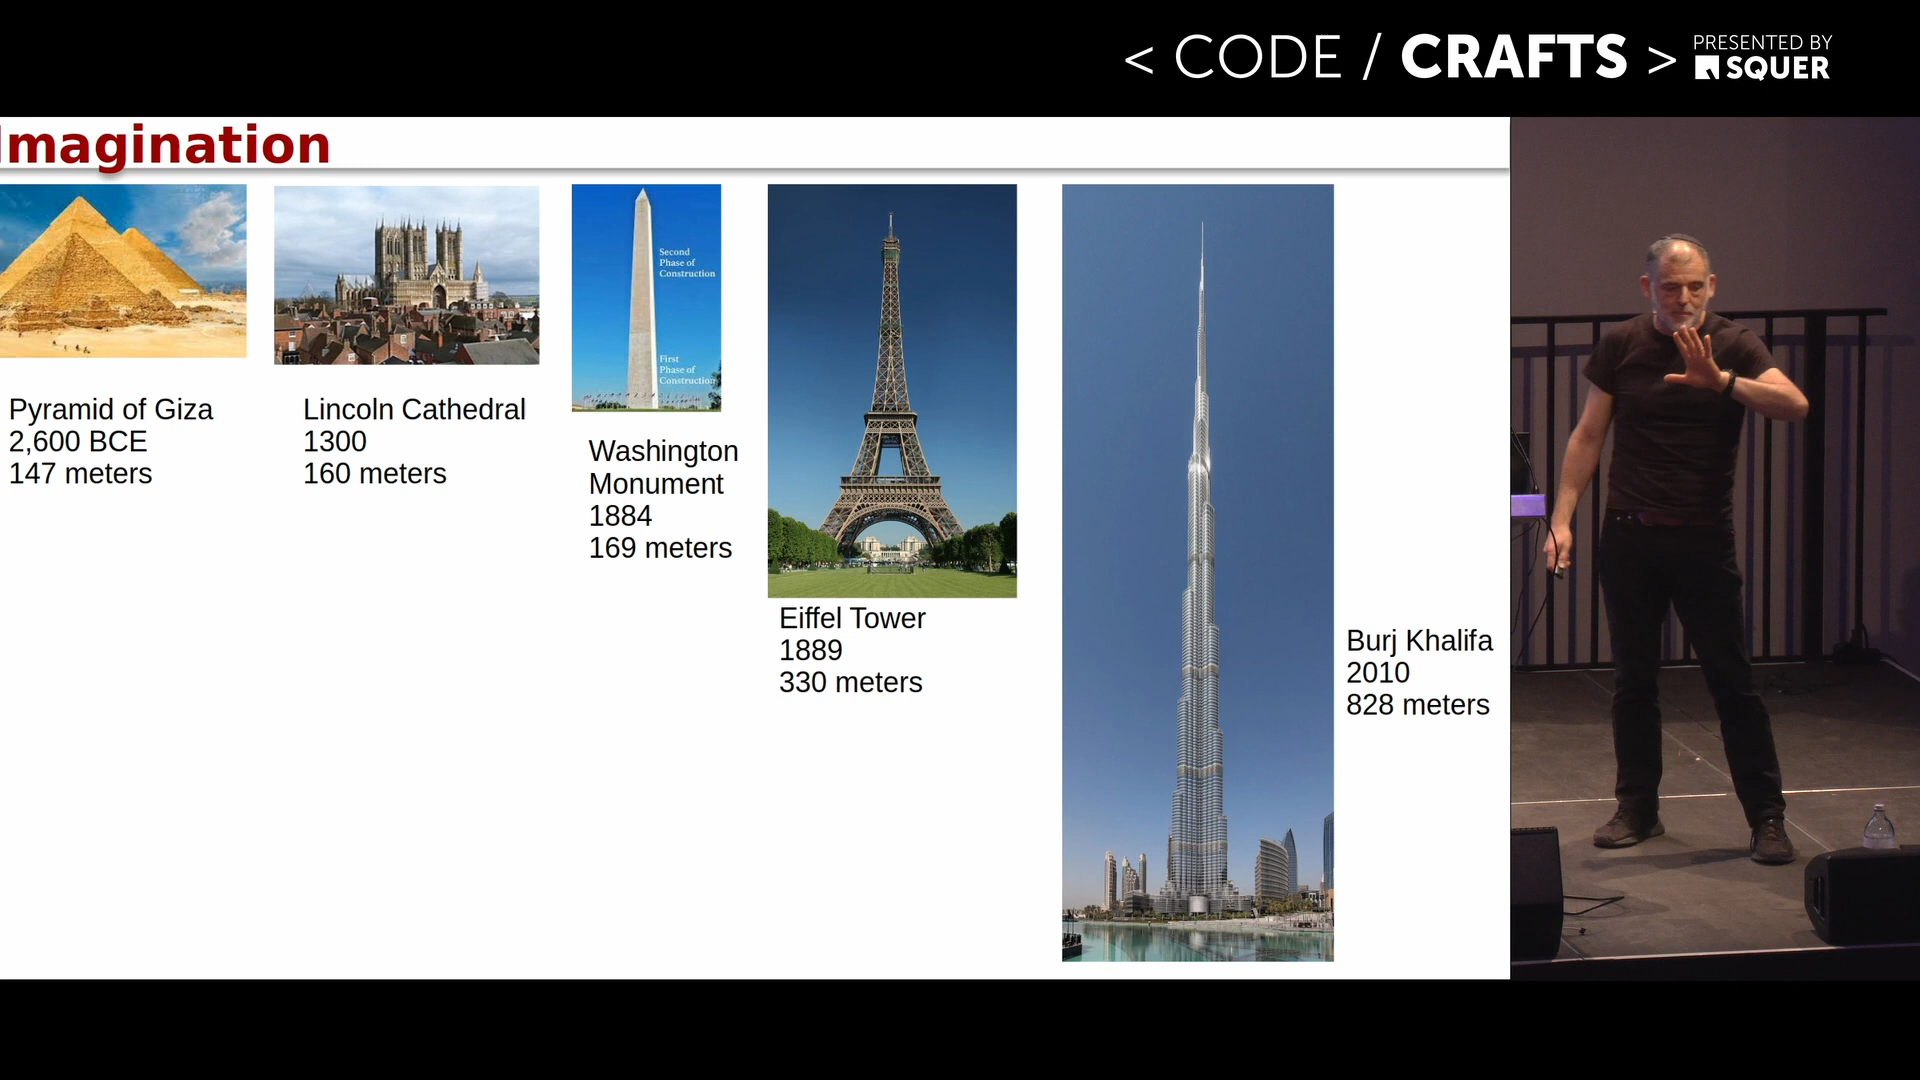 < CODE / CRAFTS >
PRESENTED BY
SQUER
Imagination
Second
Phase of
Construction
First
Phase of
Construction
Pyramid of Giza
2,600 BCE
147 meters
Lincoln Cathedral
1300
160 meters
Washington
Monument
1884
169 meters
Eiffel Tower
1889
330 meters
Burj Khalifa
2010
828 meters